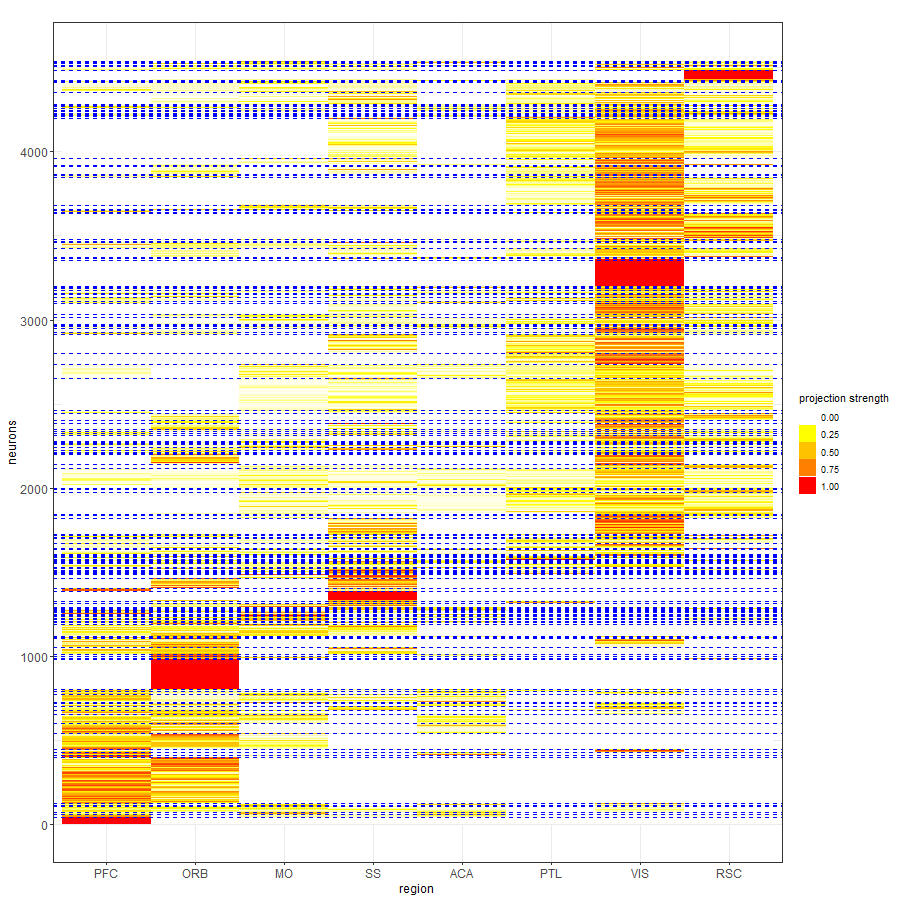 4000
3000
2000
1000
0
neurons
PFC ORB MO SS ACA PTL VIS RSC
region
projection strength
0.00
0.25
0.50
0.75
1.00